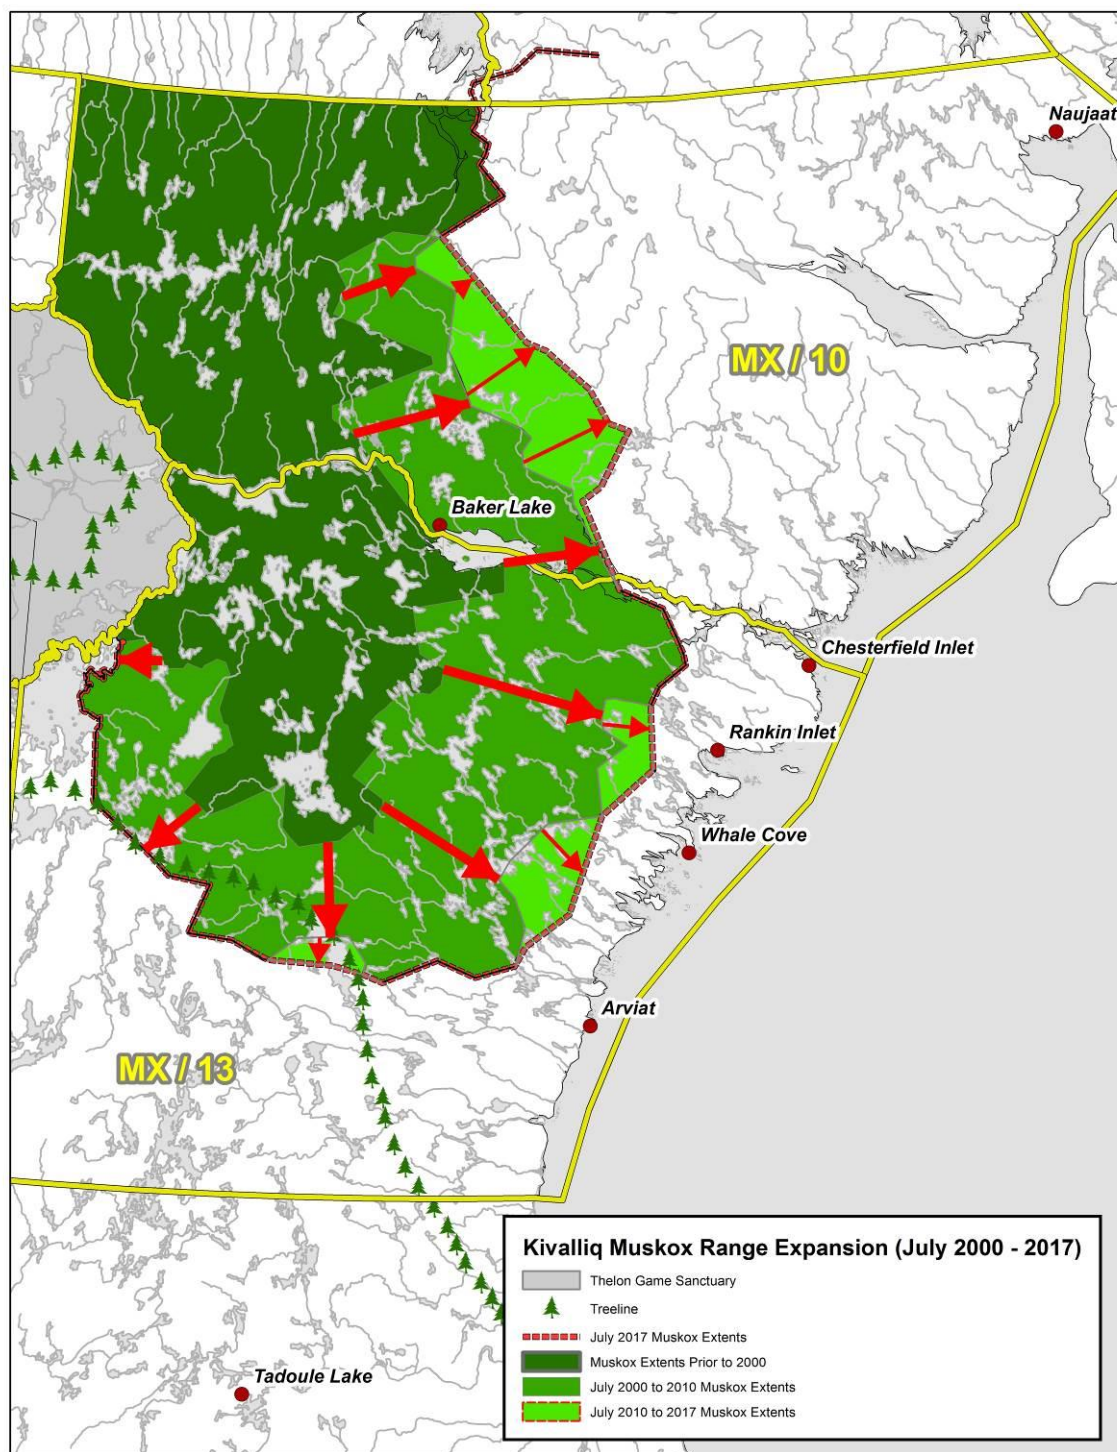 Naujaat
MX / 10
Baker Lake
Chesterfield Inlet
Rankin Inlet
Whale Cove
Arviat
MX / 13
Kivalliq Muskox Range Expansion (July 2000 - 2017)
Thelon Game Sanctuary
Treeline
July 2017 Muskox Extents
Muskox Extents Prior to 2000
July 2000 to 2010 Muskox Extents
July 2010 to 2017 Muskox Extents
Tadoule Lake